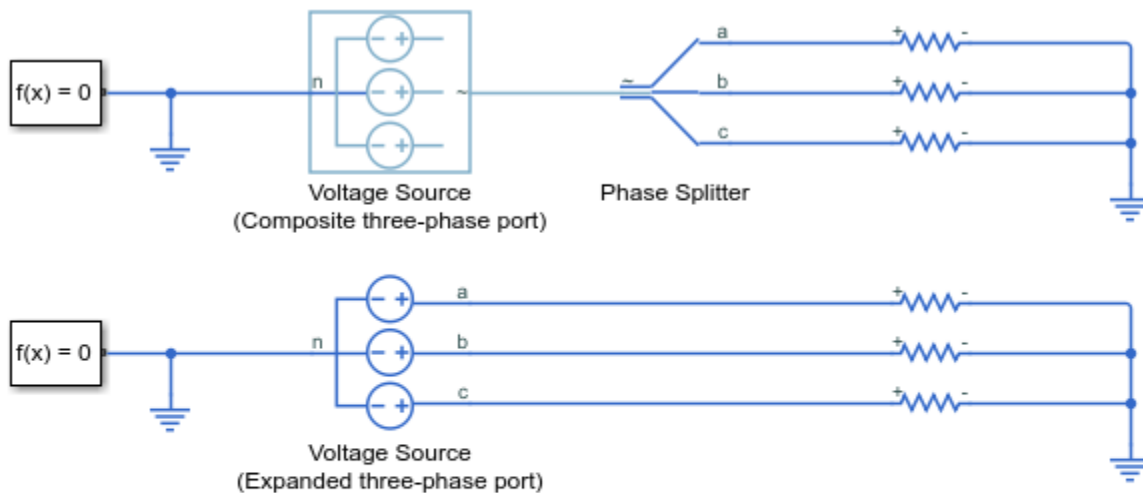 a
+ -
n
~
~
b
+ -
f(x) = 0
c
+ -
Voltage Source
(Composite three-phase port)
Phase Splitter
a
+ -
n
b
+ -
f(x) = 0
c
+ -
Voltage Source
(Expanded three-phase port)